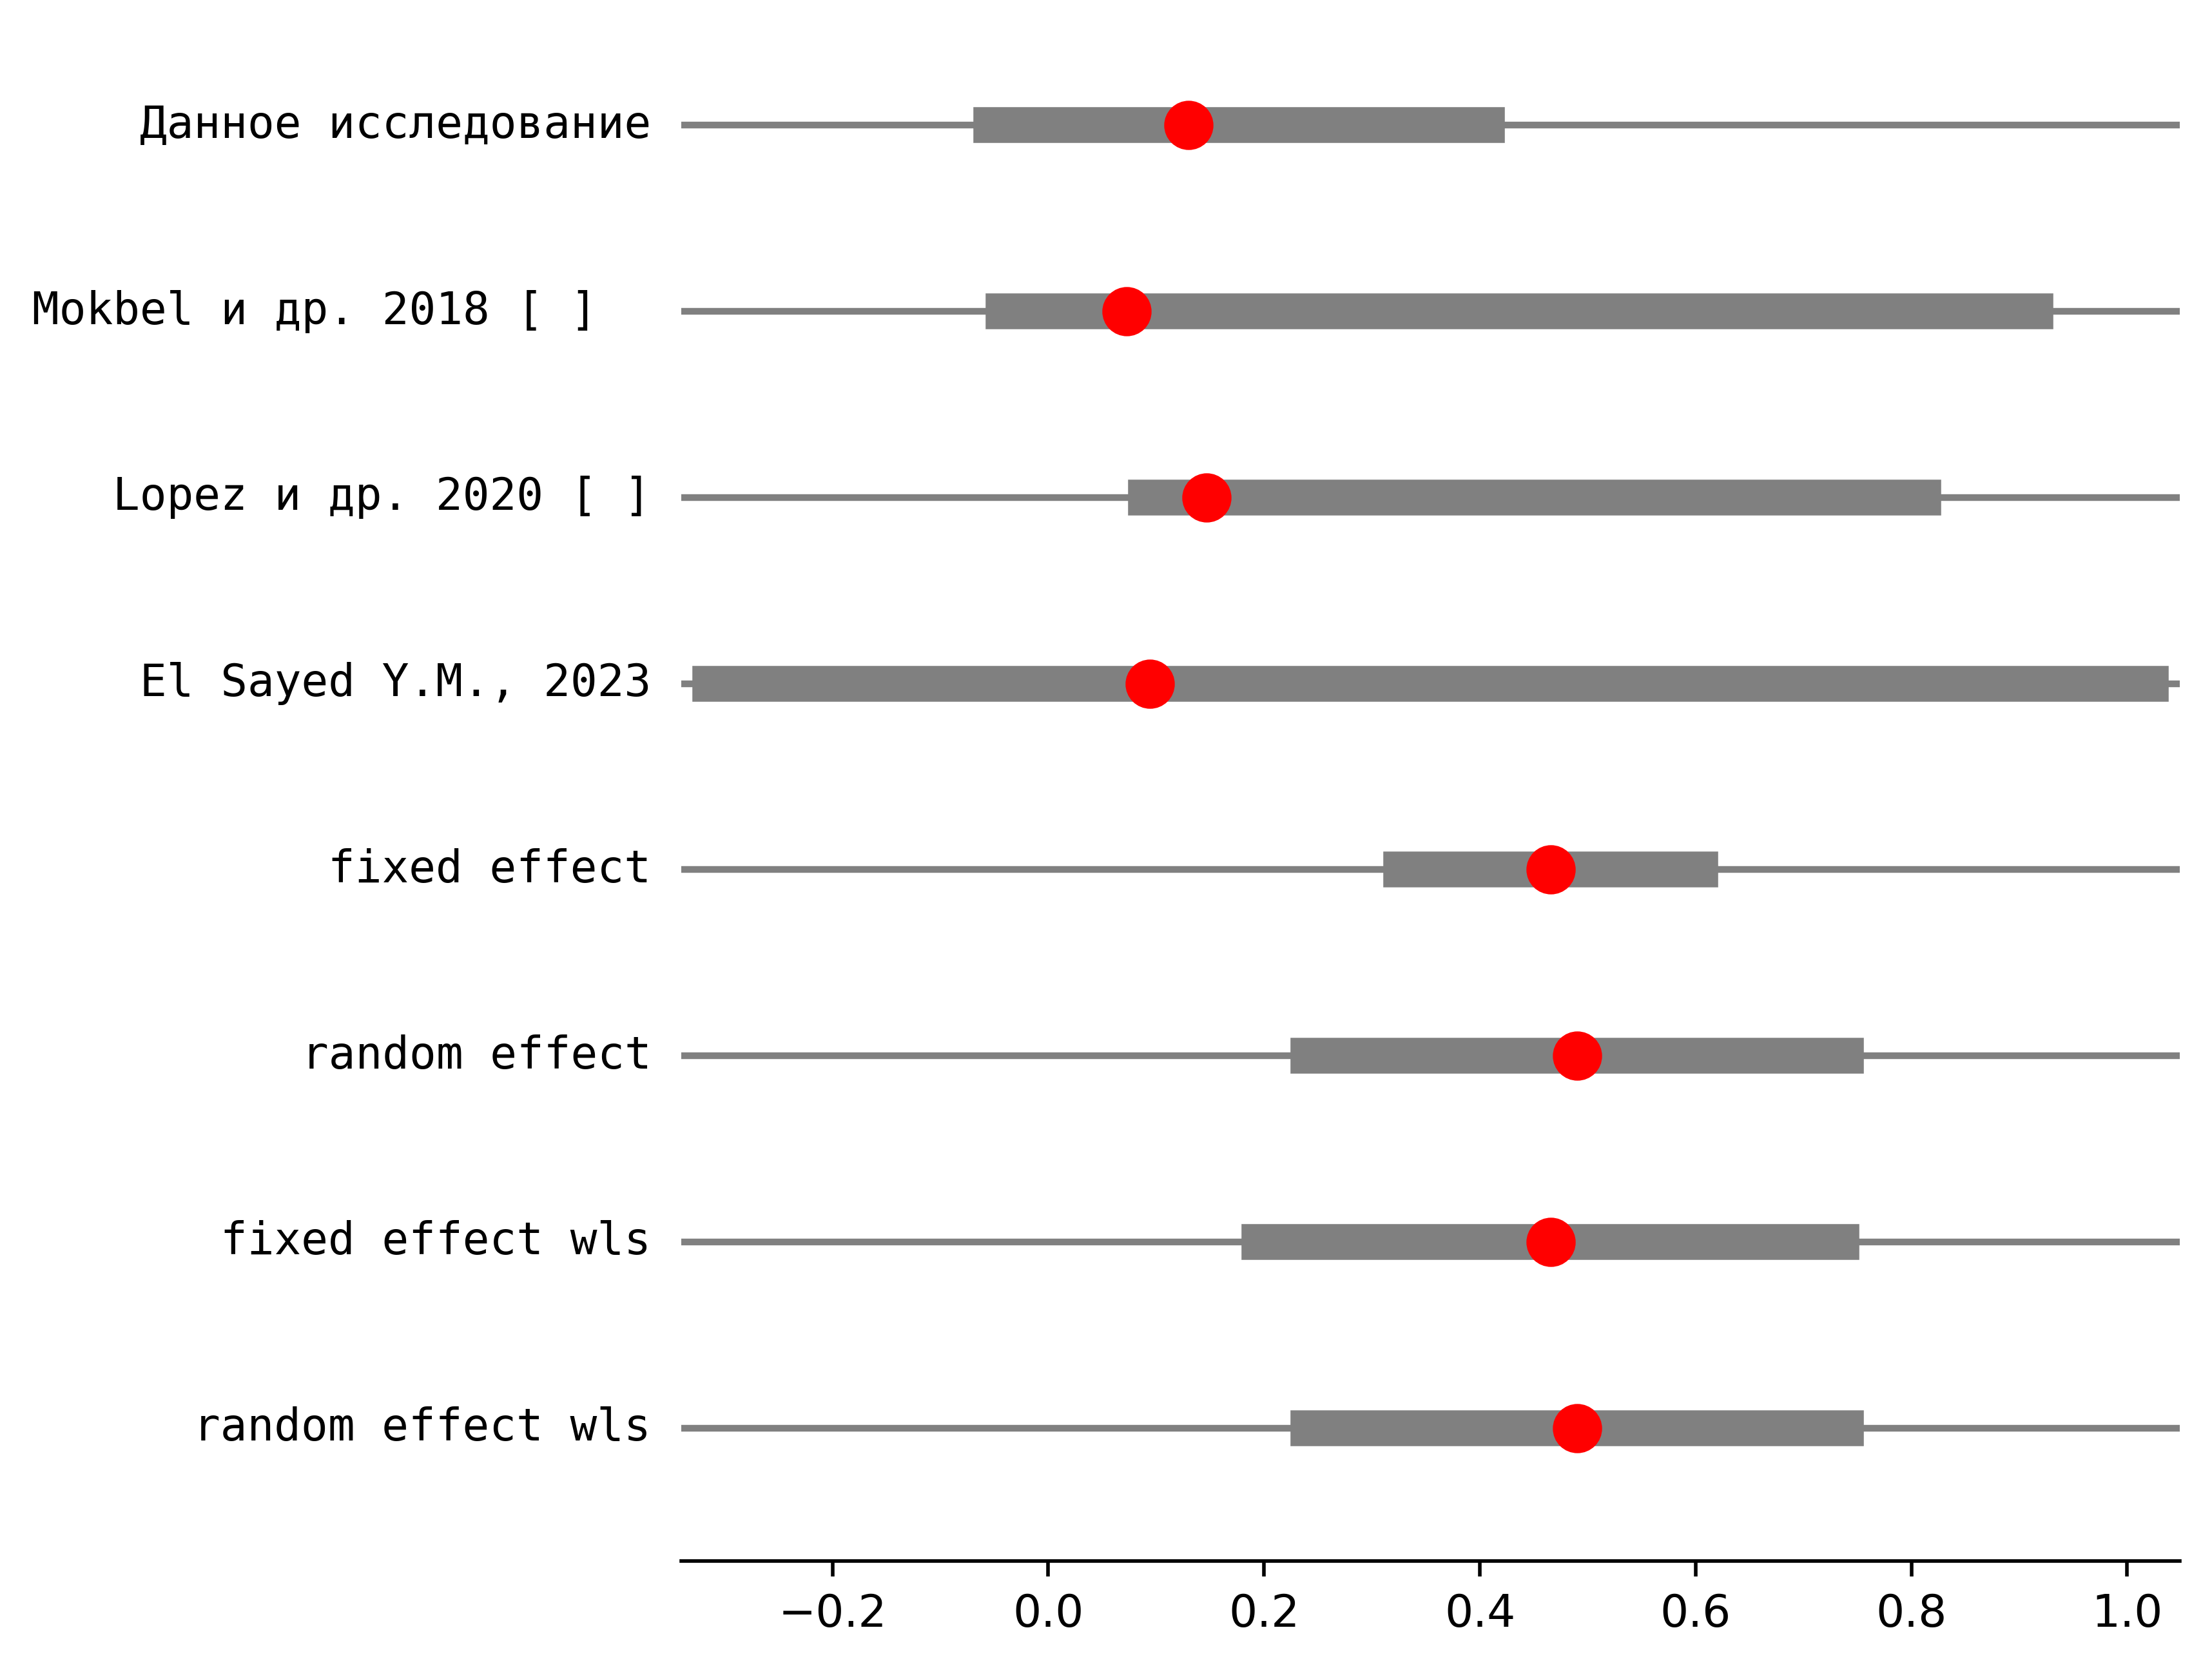 Данное исследование
Mokbel и др. 2018 [ ]
Lopez и др. 2020 [ ]
El Sayed Y.M., 2023
fixed effect
random effect
fixed effect wls
random effect wls
−0.2 0.0 0.2 0.4 0.6 0.8 1.0